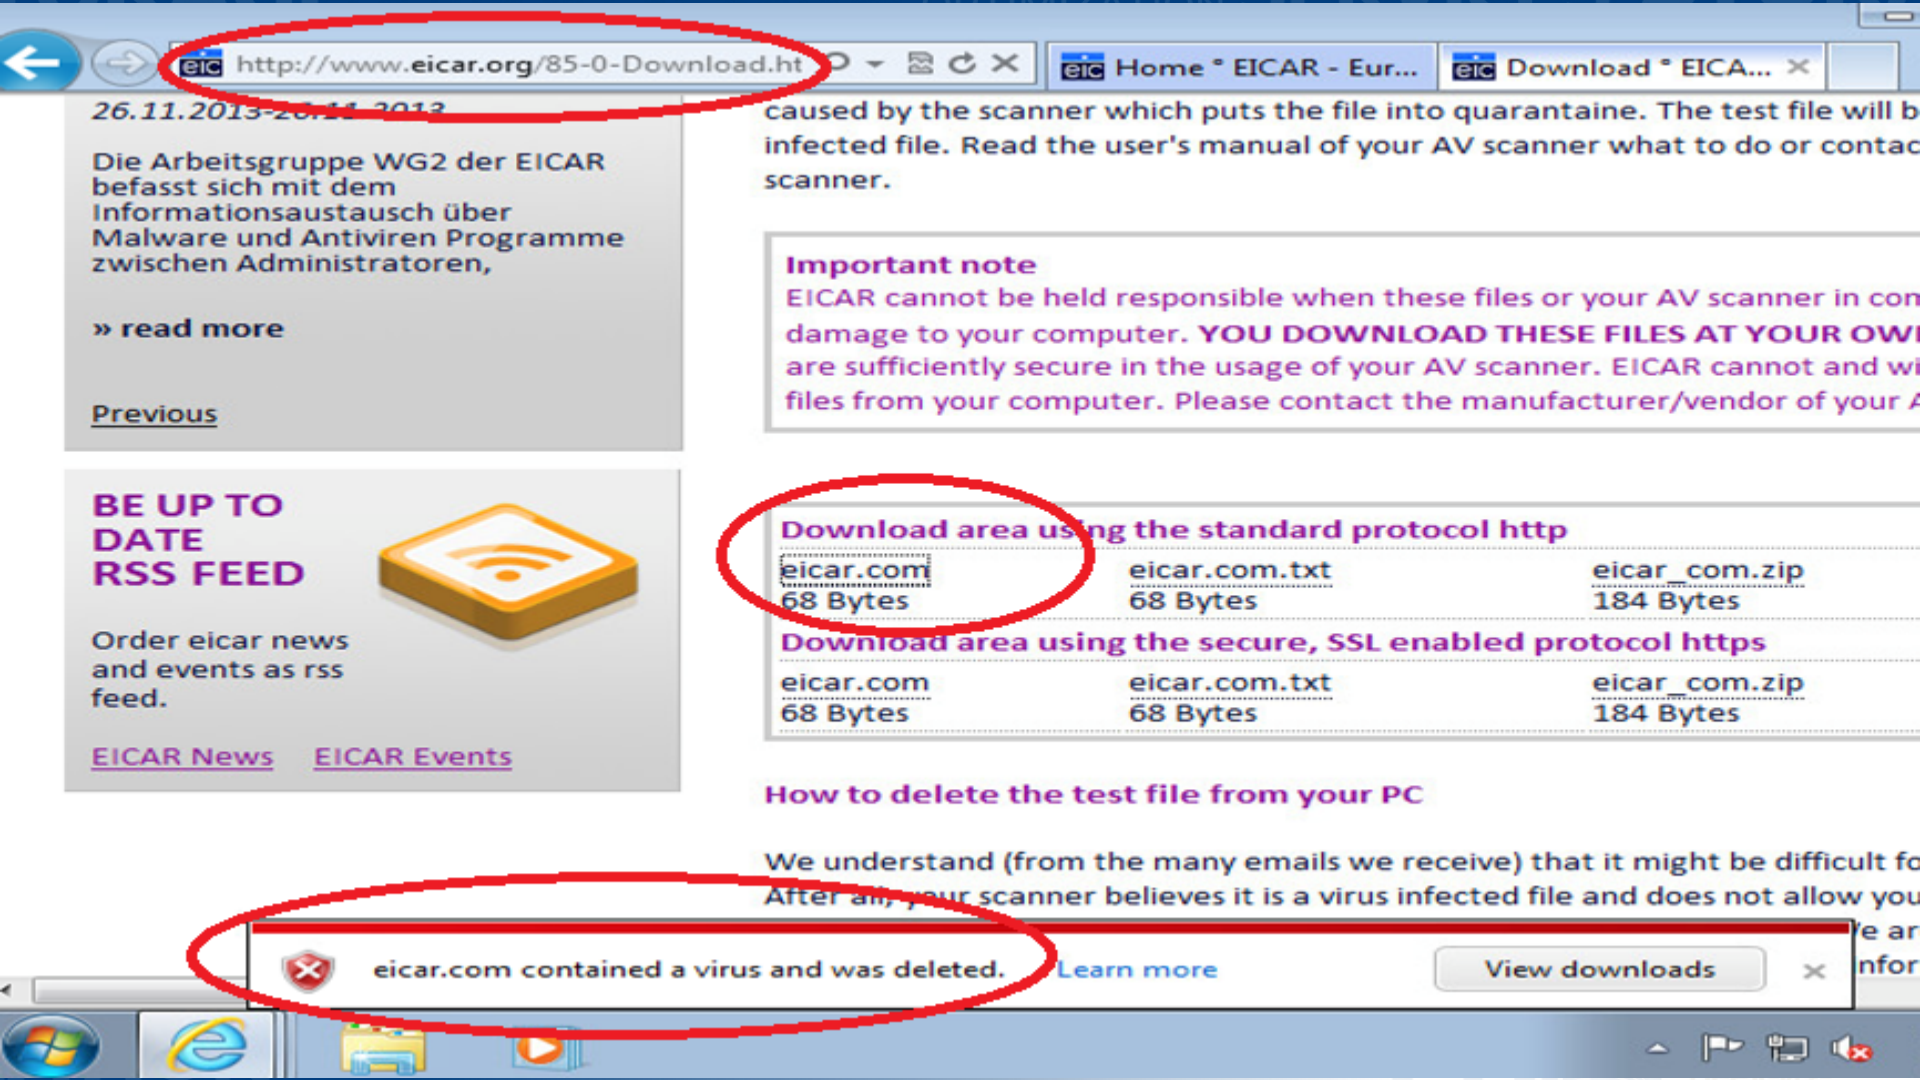 eic http://www.eicar.org/85-0-Download.ht
eic Home ° EICAR - Eur...
eic Download ° EICA...
26.11.2013-26.11.2013
Die Arbeitsgruppe WG2 der EICAR
befasst sich mit dem
Informationsaustausch über
Malware und Antiviren Programme
zwischen Administratoren,
» read more
Previous
BE UP TO
DATE
RSS FEED
Order eicar news
and events as rss
feed.
EICAR News EICAR Events
caused by the scanner which puts the file into quarantaine. The test file will b
infected file. Read the user's manual of your AV scanner what to do or contac
scanner.
Important note
EICAR cannot be held responsible when these files or your AV scanner in com
damage to your computer. YOU DOWNLOAD THESE FILES AT YOUR OWN
are sufficiently secure in the usage of your AV scanner. EICAR cannot and wi
files from your computer. Please contact the manufacturer/vendor of your A
Download area using the standard protocol http
eicar.com eicar.com.txt eicar_com.zip
68 Bytes 68 Bytes 184 Bytes
Download area using the secure, SSL enabled protocol https
eicar.com eicar.com.txt eicar_com.zip
68 Bytes 68 Bytes 184 Bytes
How to delete the test file from your PC
We understand (from the many emails we receive) that it might be difficult fo
After all, your scanner believes it is a virus infected file and does not allow you
eicar.com contained a virus and was deleted. Learn more View downloads